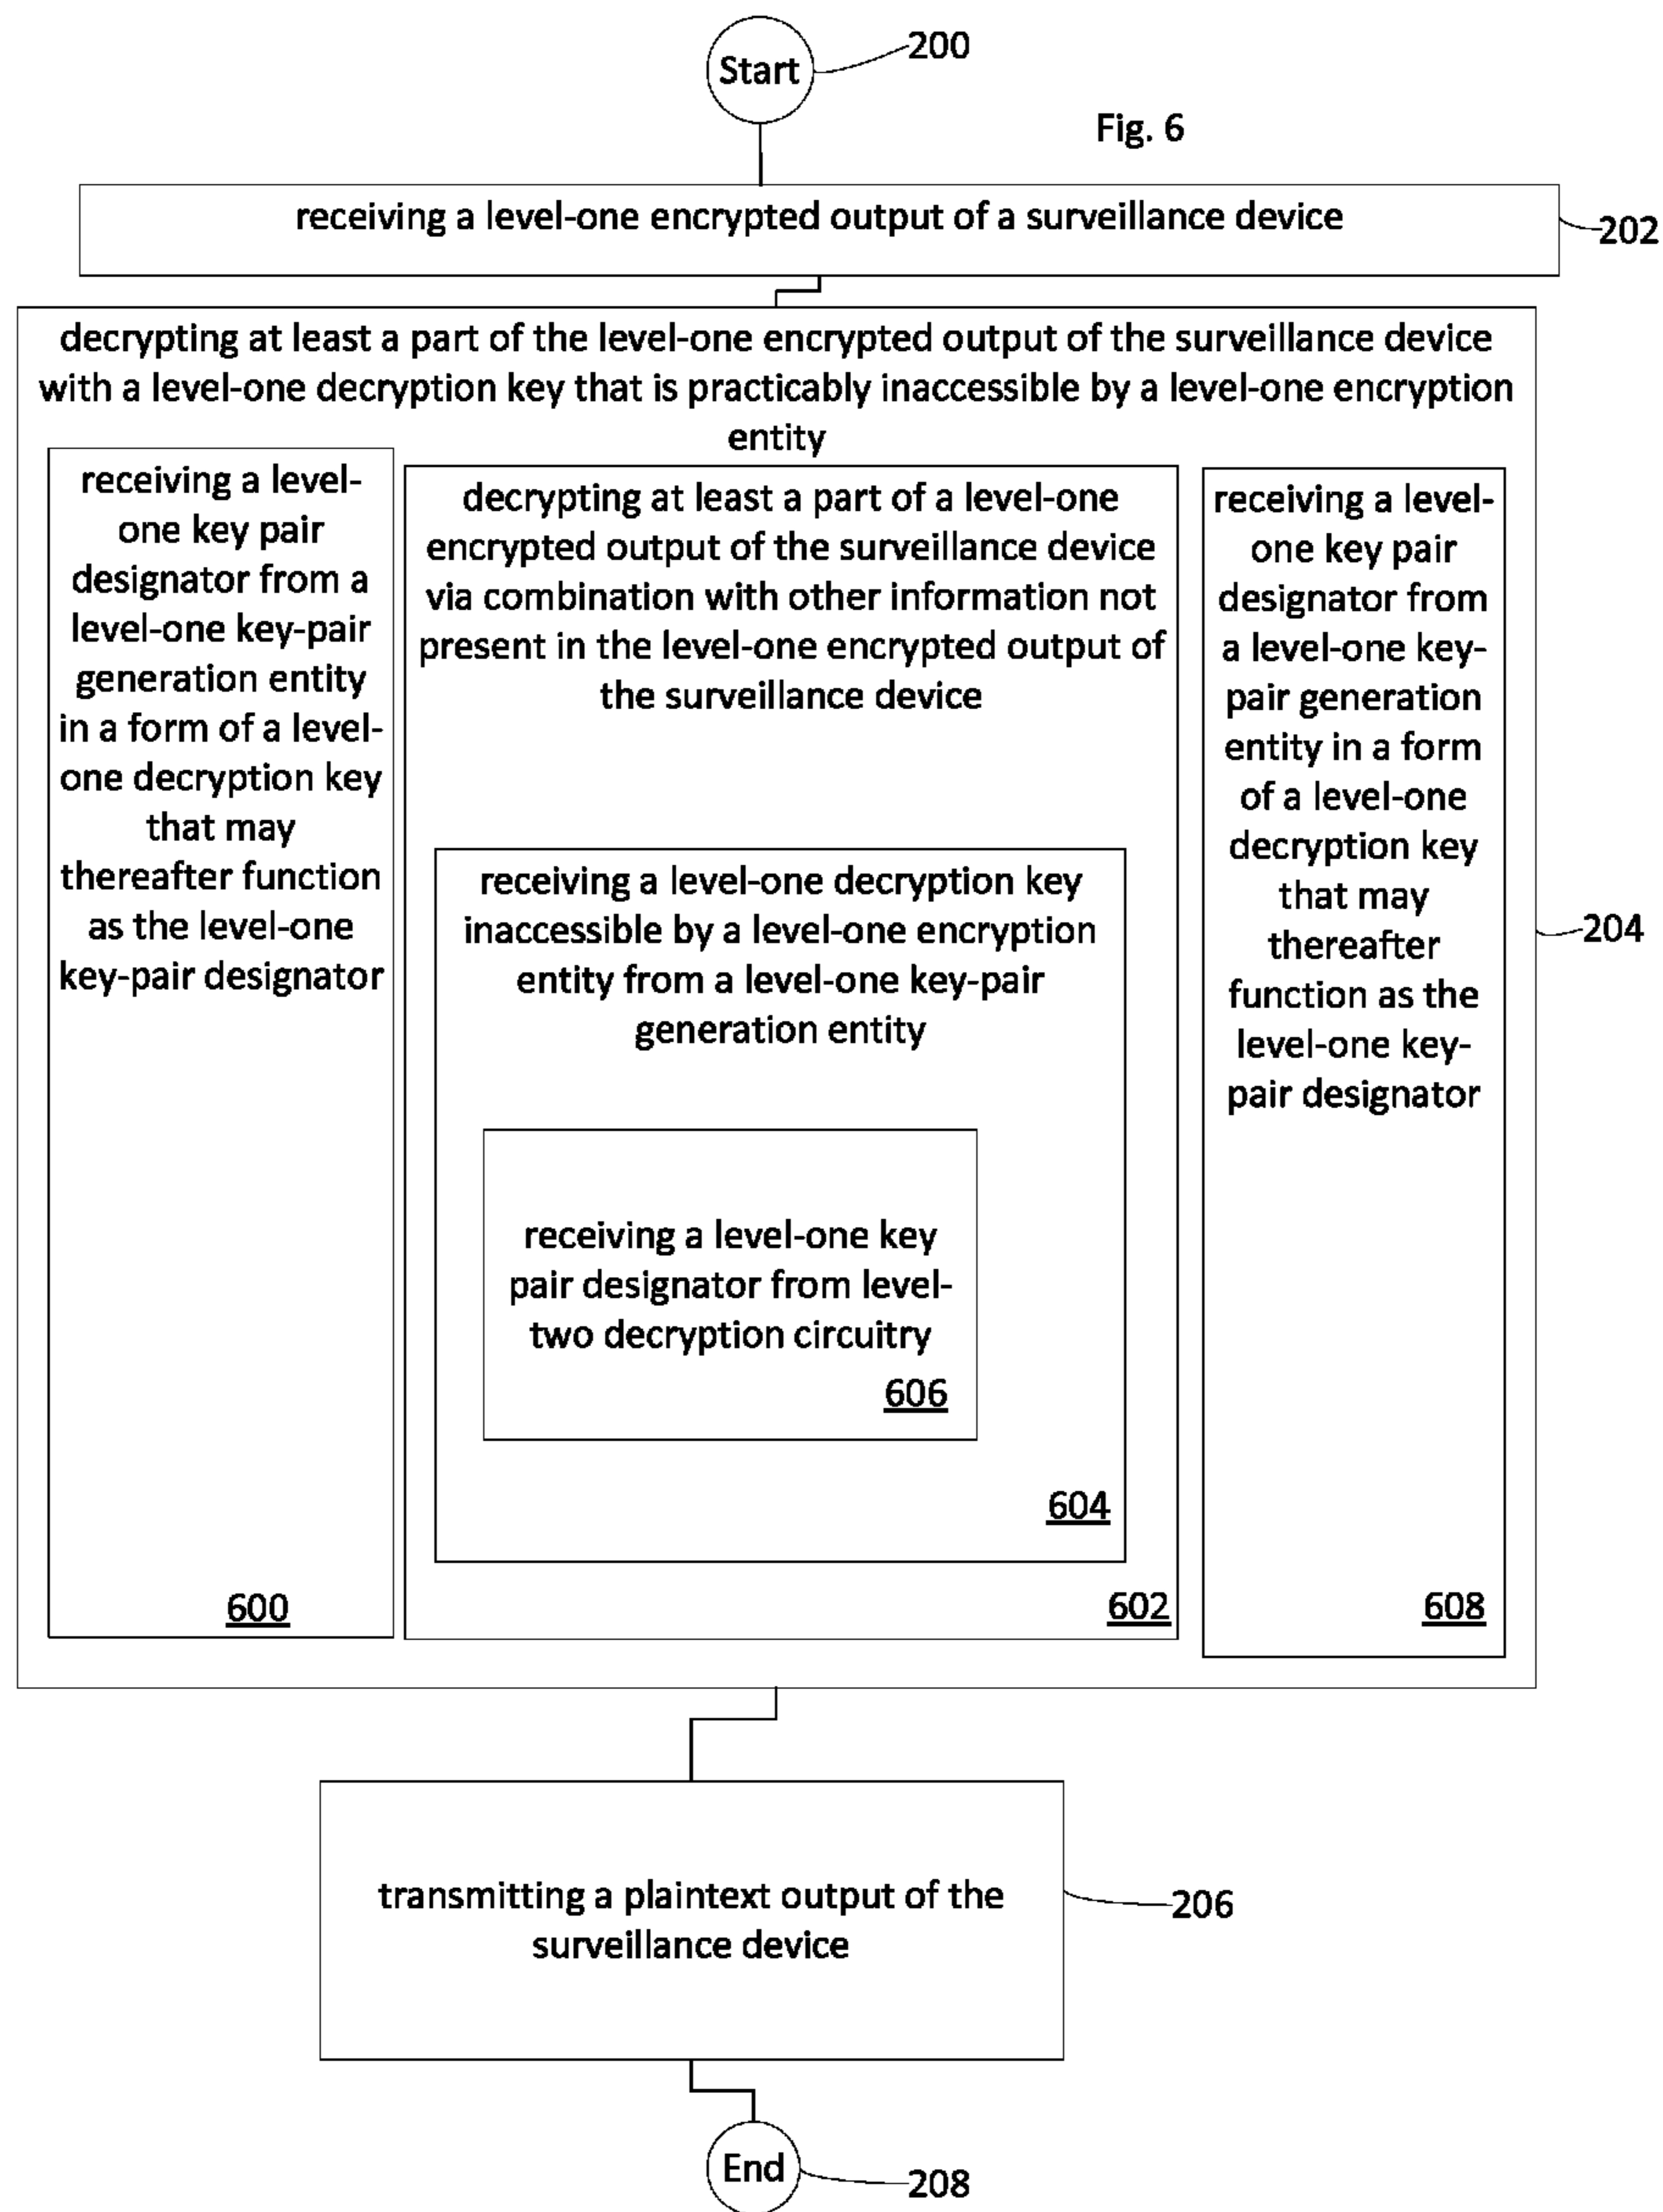 Start
200
Fig. 6
receiving a level-one encrypted output of a surveillance device
202
decrypting at least a part of the level-one encrypted output of the surveillance device
with a level-one decryption key that is practicably inaccessible by a level-one encryption
entity
receiving a level-
one key pair
designator from a
level-one key-pair
generation entity
in a form of a level-
one decryption key
that may
thereafter function
as the level-one
key-pair designator
600
decrypting at least a part of a level-one
encrypted output of the surveillance device
via combination with other information not
present in the level-one encrypted output of
the surveillance device
receiving a level-one decryption key
inaccessible by a level-one encryption
entity from a level-one key-pair
generation entity
receiving a level-one key
pair designator from level-
two decryption circuitry
606
604
602
receiving a level-
one key pair
designator from
a level-one key-
pair generation
entity in a form
of a level-one
decryption key
that may
thereafter
function as the
level-one key-
pair designator
608
204
transmitting a plaintext output of the
surveillance device
206
End
208